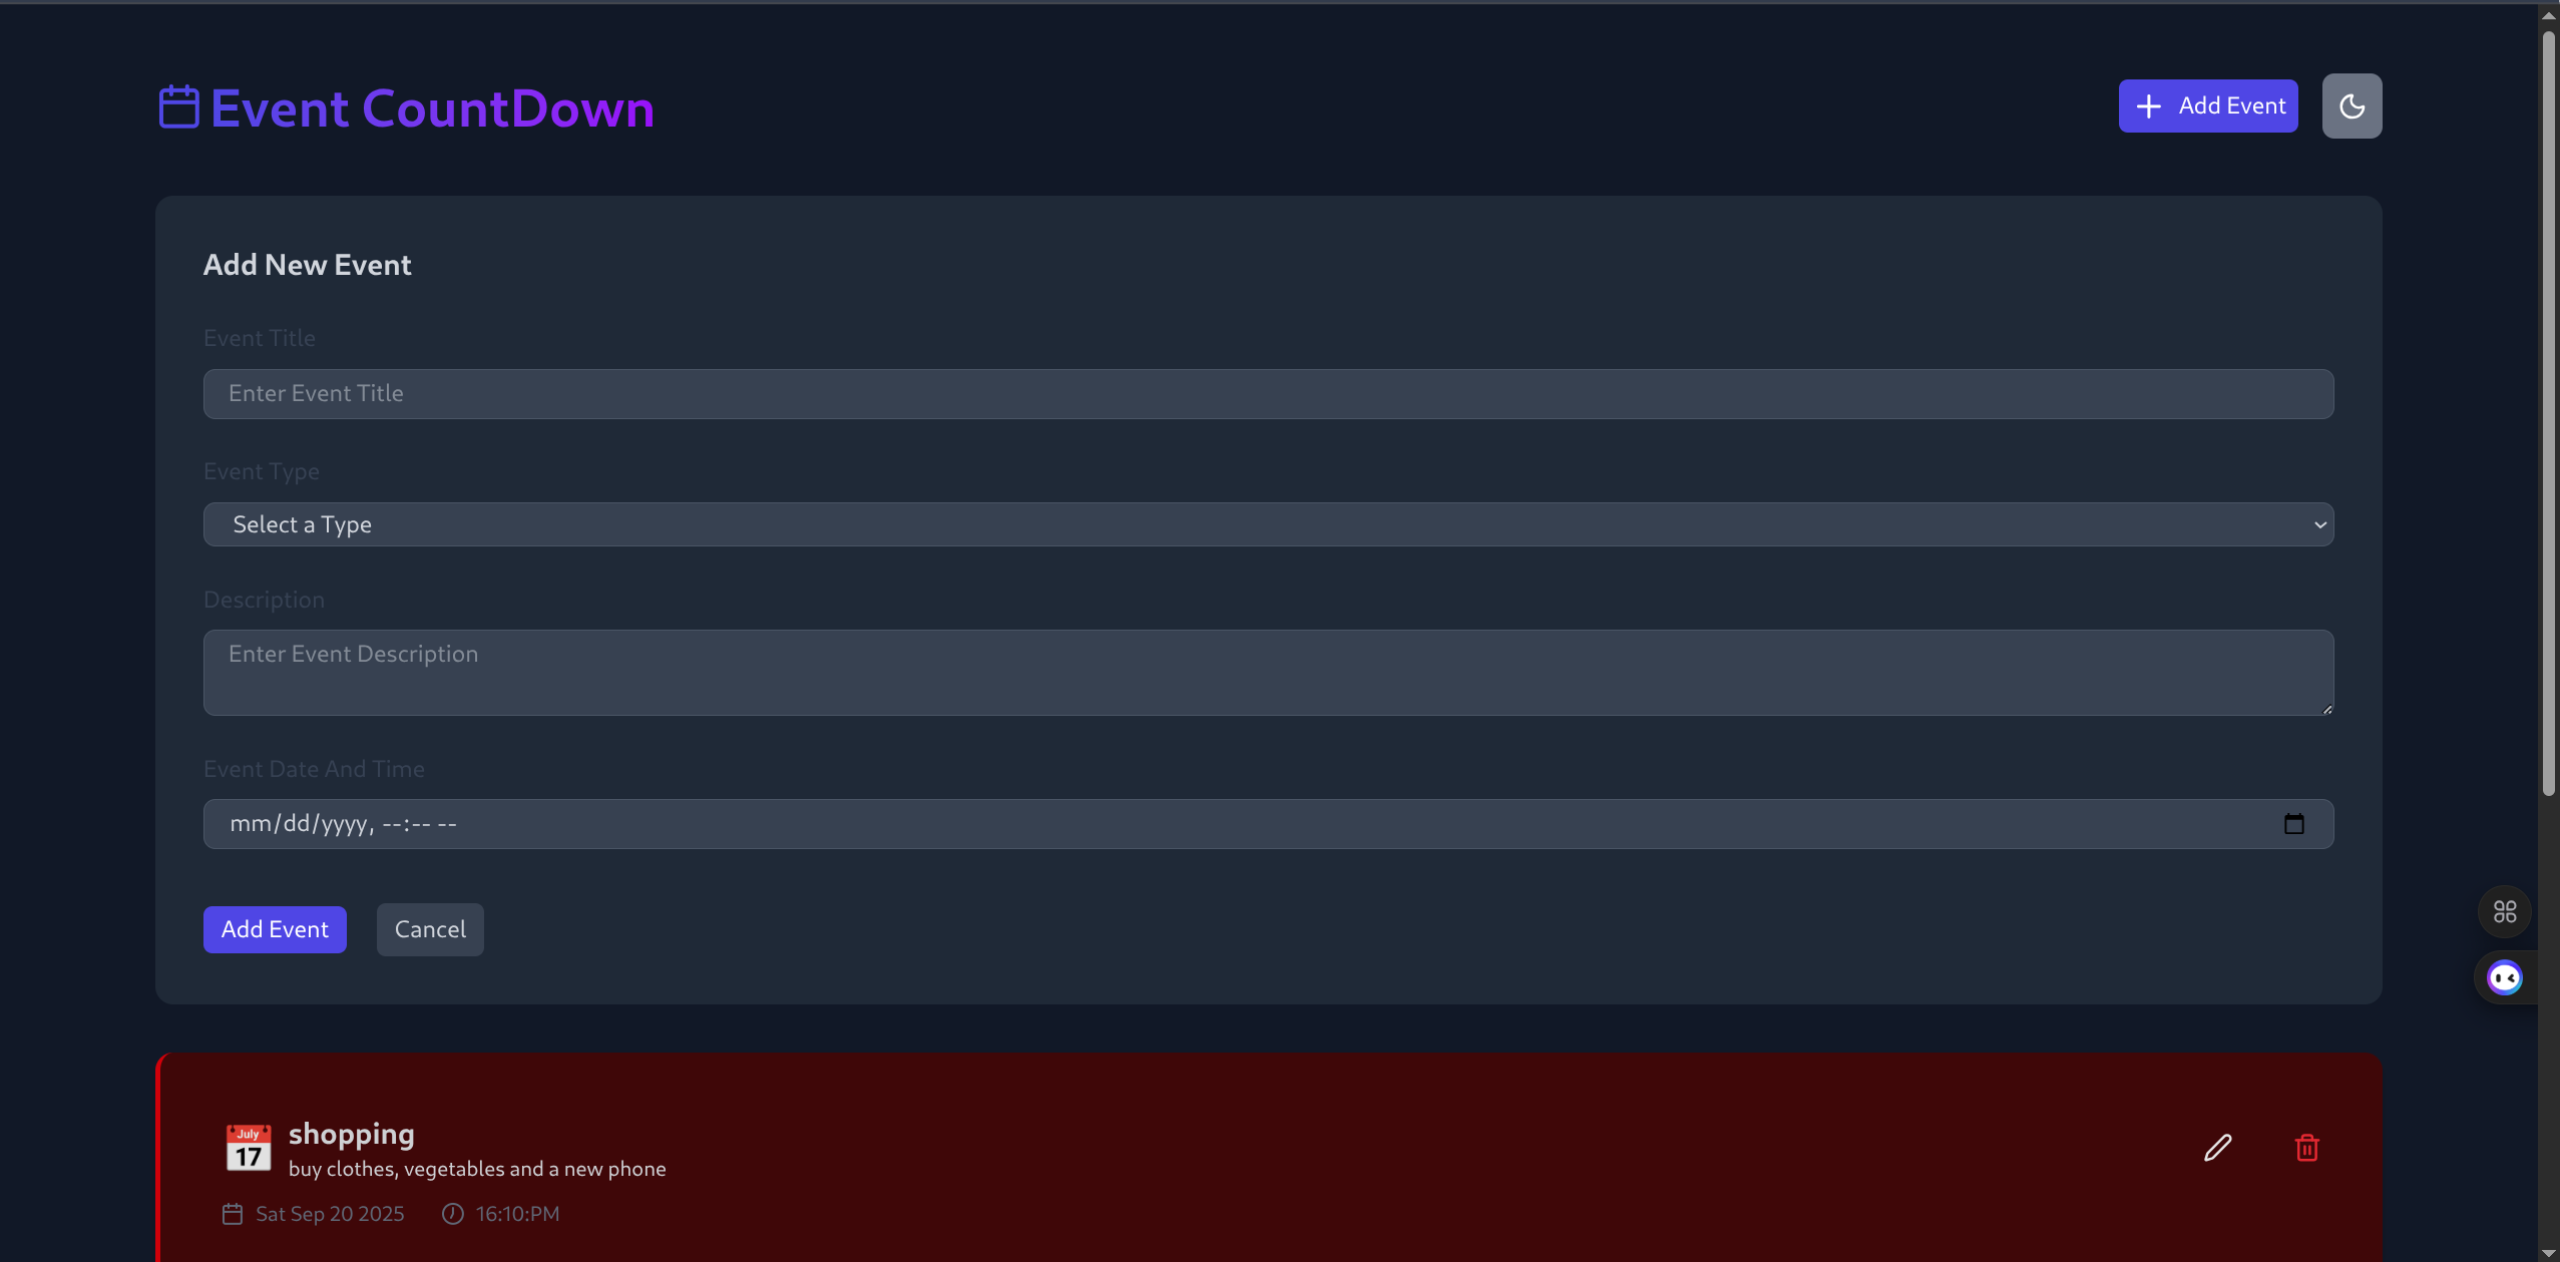 Event CountDown
Add Event
Add New Event
Event Title
Enter Event Title
Event Type
Select a Type
Description
Enter Event Description
Event Date And Time
mm/dd/yyyy, --:-- --
Add Event
Cancel
July
17
shopping
buy clothes, vegetables and a new phone
Sat Sep 20 2025
16:10:PM